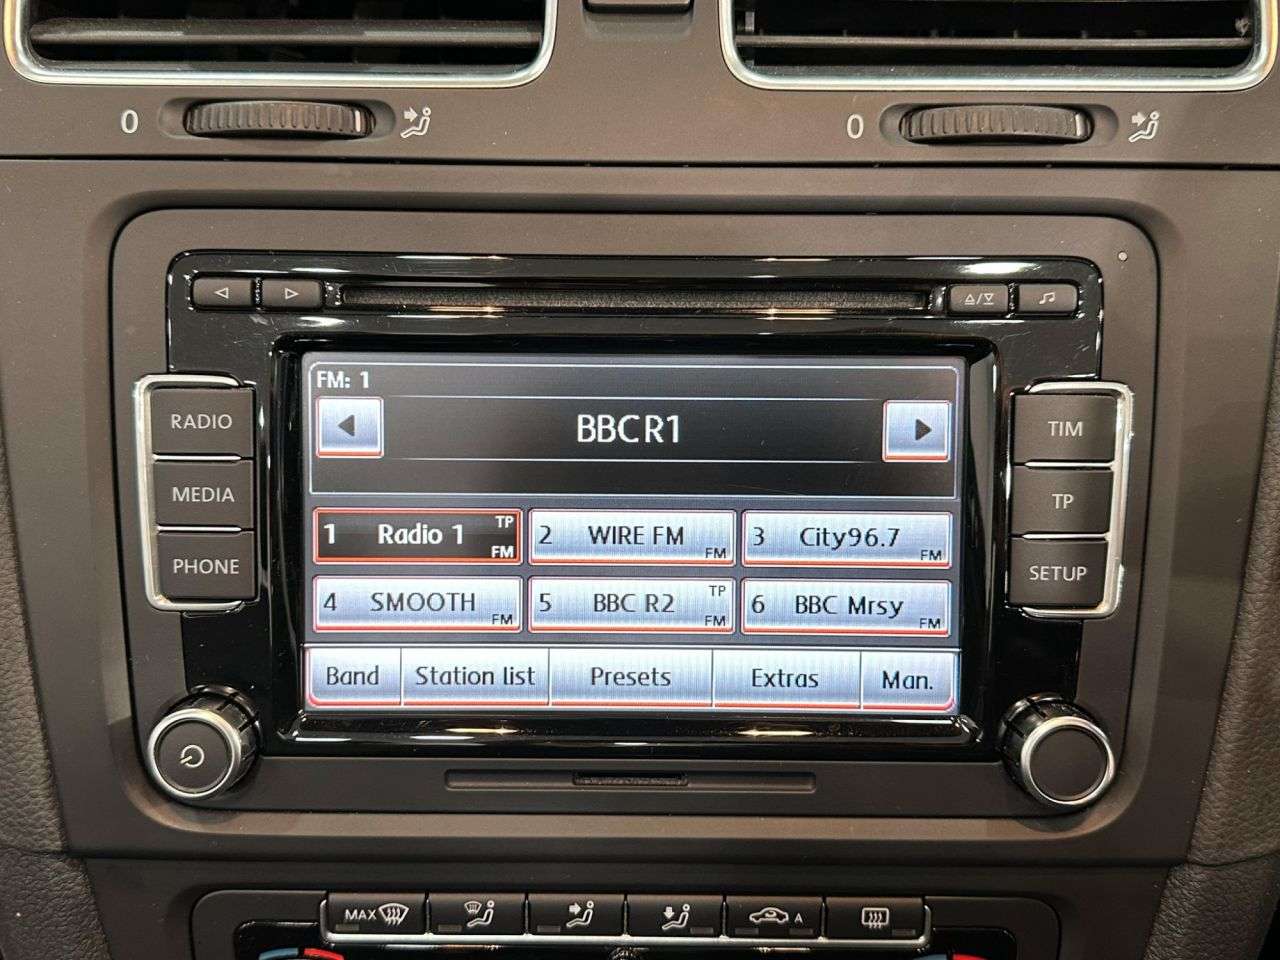 0
0
RADIO
MEDIA
PHONE
FM: 1
BBC R1
1 Radio 1 TP FM
2 WIRE FM FM
3 City96.7 FM
4 SMOOTH FM
5 BBC R2 TP FM
6 BBC Mrsy FM
Band Station list Presets Extras Man.
TIM
TP
SETUP
MAX
A